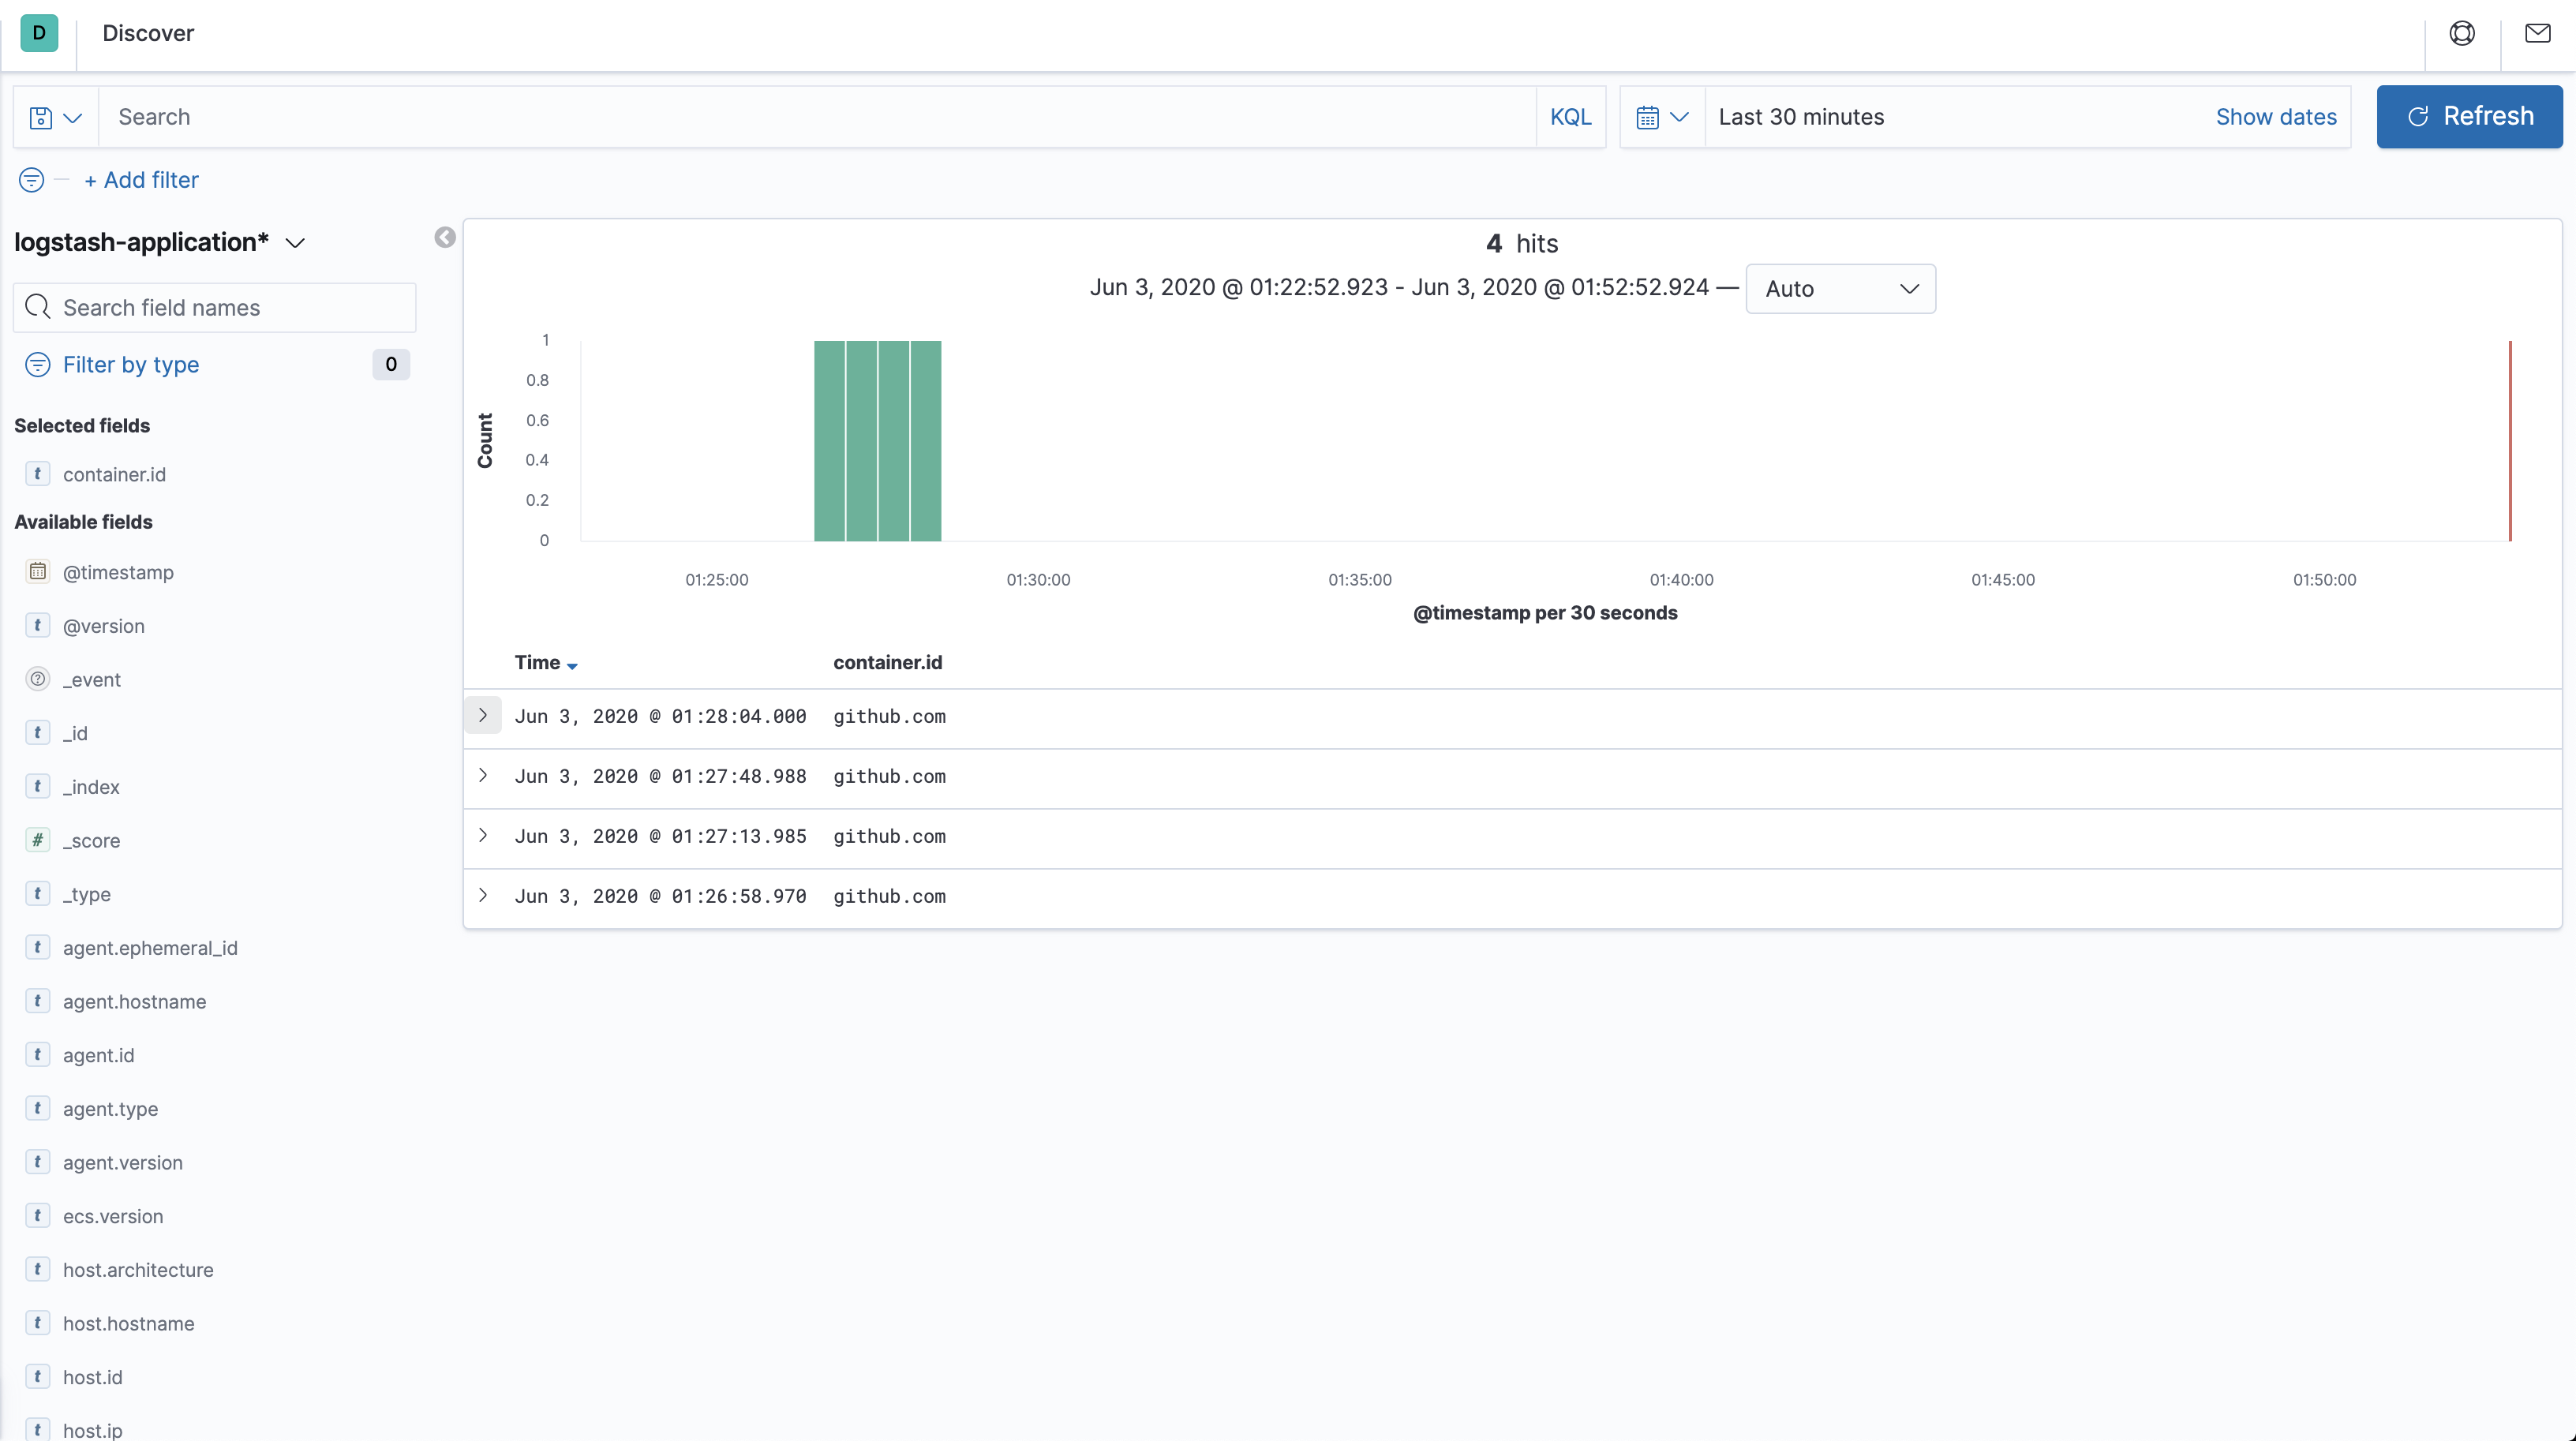 D Discover
Search KQL Last 30 minutes Show dates Refresh
+ Add filter
logstash-application*
Search field names
Filter by type 0
Selected fields
t container.id
Available fields
@timestamp
t @version
? _event
t _id
t _index
# _score
t _type
t agent.ephemeral_id
t agent.hostname
t agent.id
t agent.type
t agent.version
t ecs.version
t host.architecture
t host.hostname
t host.id
t host.ip
4 hits
Jun 3, 2020 @ 01:22:52.923 - Jun 3, 2020 @ 01:52:52.924 — Auto
Count
1
0.8
0.6
0.4
0.2
0
01:25:00 01:30:00 01:35:00 01:40:00 01:45:00 01:50:00
@timestamp per 30 seconds
Time container.id
Jun 3, 2020 @ 01:28:04.000 github.com
Jun 3, 2020 @ 01:27:48.988 github.com
Jun 3, 2020 @ 01:27:13.985 github.com
Jun 3, 2020 @ 01:26:58.970 github.com